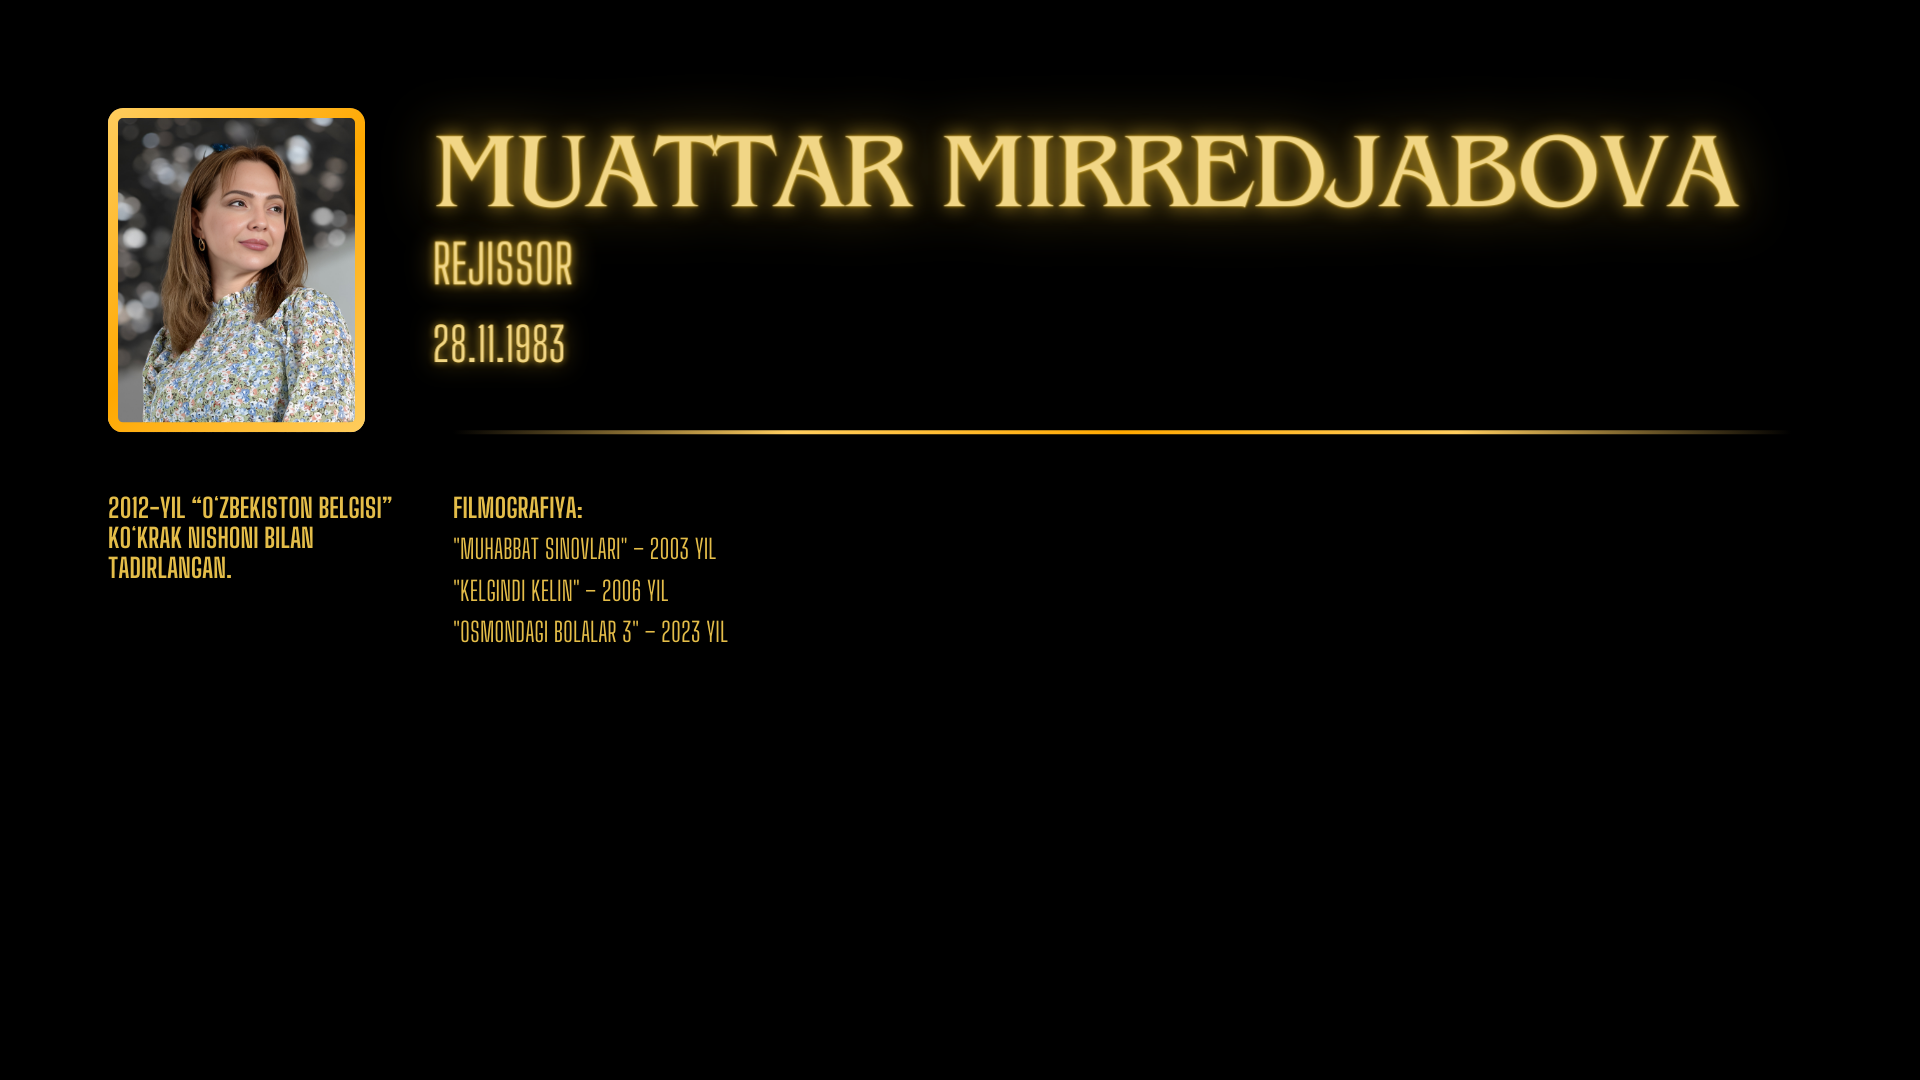 MUATTAR MIRREDJABOVA
REJISSOR
28.11.1983
2012-YIL “O‘ZBEKISTON BELGISI”
KO‘KRAK NISHONI BILAN
TADIRLANGAN.
FILMOGRAFIYA:
"MUHABBAT SINOVLARI" – 2003 YIL
"KELGINDI KELIN" – 2006 YIL
"OSMONDAGI BOLALAR 3" – 2023 YIL